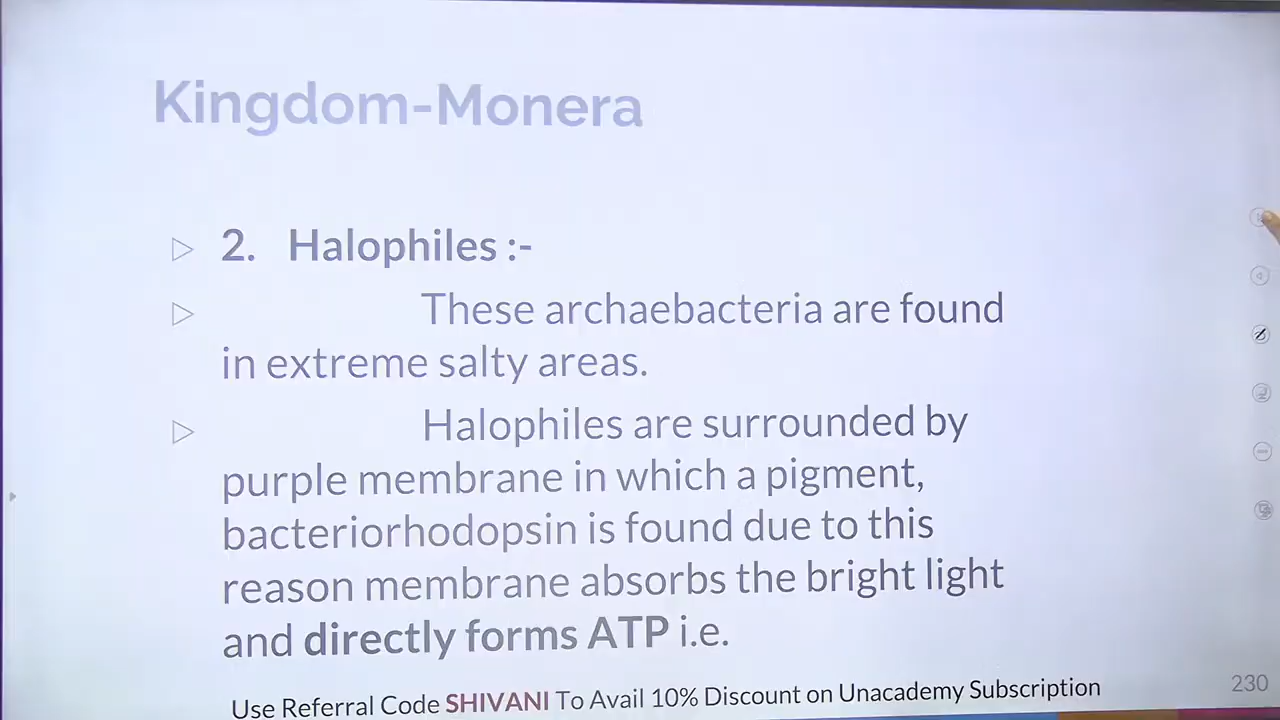 Kingdom-Monera
2. Halophiles :-
These archaebacteria are found
in extreme salty areas.
Halophiles are surrounded by
purple membrane in which a pigment,
bacteriorhodopsin is found due to this
reason membrane absorbs the bright light
and directly forms ATP i.e.
Use Referral Code SHIVANI To Avail 10% Discount on Unacademy Subscription
230